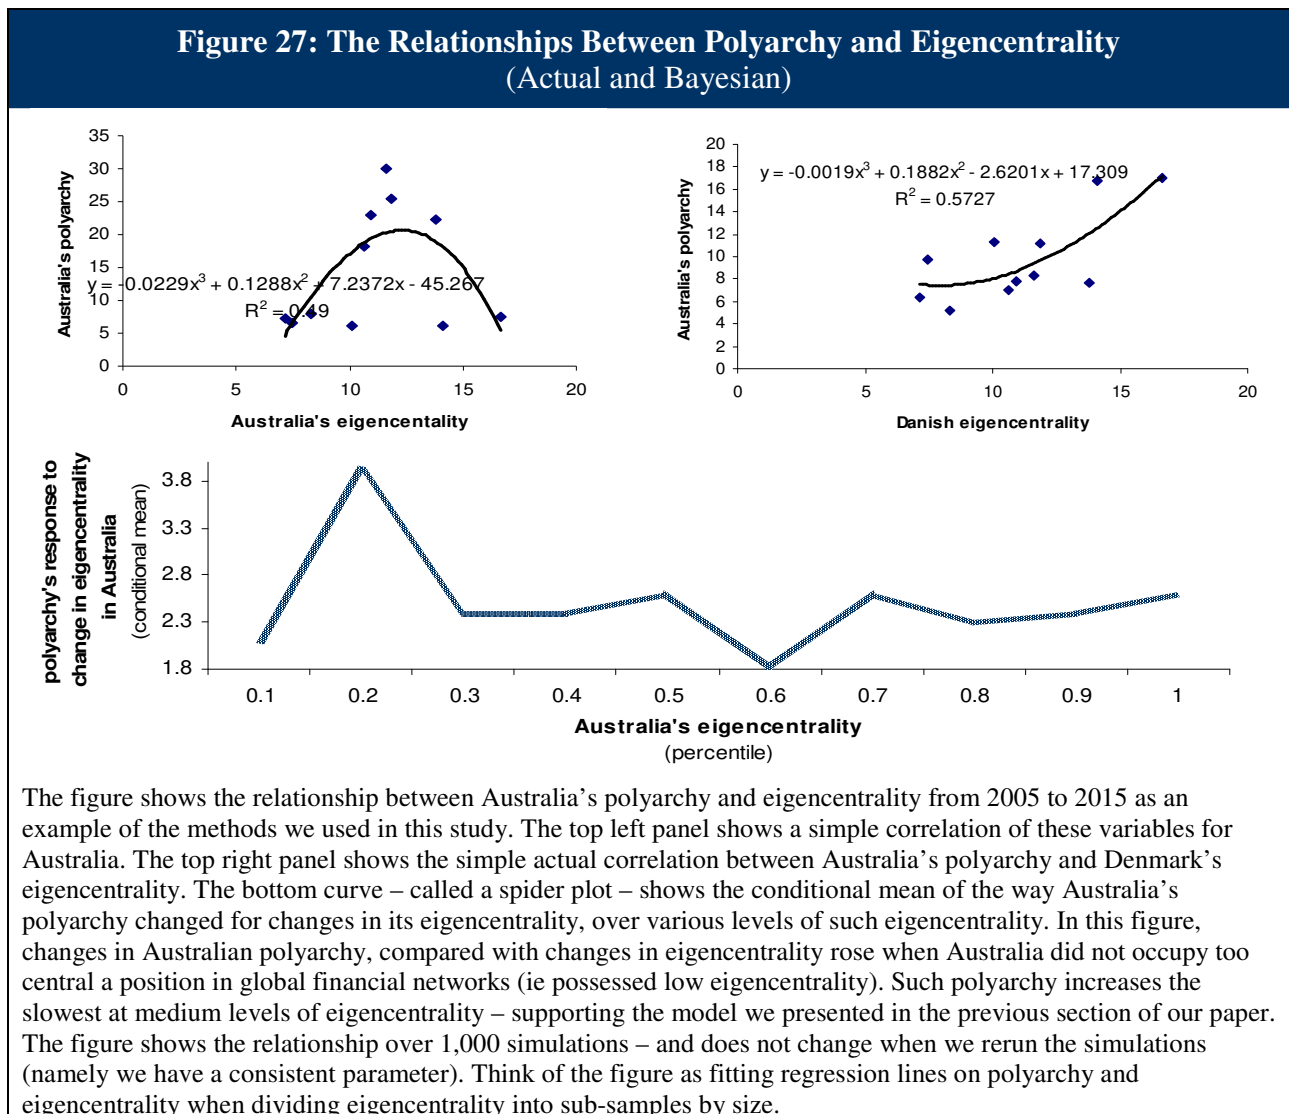 Figure 27: The Relationships Between Polyarchy and Eigencentrality
(Actual and Bayesian)
35
30
25
20
15
10
5
0
Australia's polyarchy
y = -0.0229x³ + 0.1288x² + 7.2372x - 45.267
R² = 0.49
0 5 10 15 20
Australia's eigencentality
20
18
16
14
12
10
8
6
4
2
0
Australia's polyarchy
y = -0.0019x³ + 0.1882x² - 2.6201x + 17.309
R² = 0.5727
0 5 10 15 20
Danish eigencentrality
polyarchy's response to
change in eigencentrality
in Australia
(conditional mean)
3.8
3.3
2.8
2.3
1.8
0.1 0.2 0.3 0.4 0.5 0.6 0.7 0.8 0.9 1
Australia's eigencentrality
(percentile)
The figure shows the relationship between Australia's polyarchy and eigencentrality from 2005 to 2015 as an
example of the methods we used in this study. The top left panel shows a simple correlation of these variables for
Australia. The top right panel shows the simple actual correlation between Australia's polyarchy and Denmark's
eigencentrality. The bottom curve – called a spider plot – shows the conditional mean of the way Australia's
polyarchy changed for changes in its eigencentrality, over various levels of such eigencentrality. In this figure,
changes in Australian polyarchy, compared with changes in eigencentrality rose when Australia did not occupy too
central a position in global financial networks (ie possessed low eigencentrality). Such polyarchy increases the
slowest at medium levels of eigencentrality – supporting the model we presented in the previous section of our paper.
The figure shows the relationship over 1,000 simulations – and does not change when we rerun the simulations
(namely we have a consistent parameter). Think of the figure as fitting regression lines on polyarchy and
eigencentrality when dividing eigencentrality into sub-samples by size.